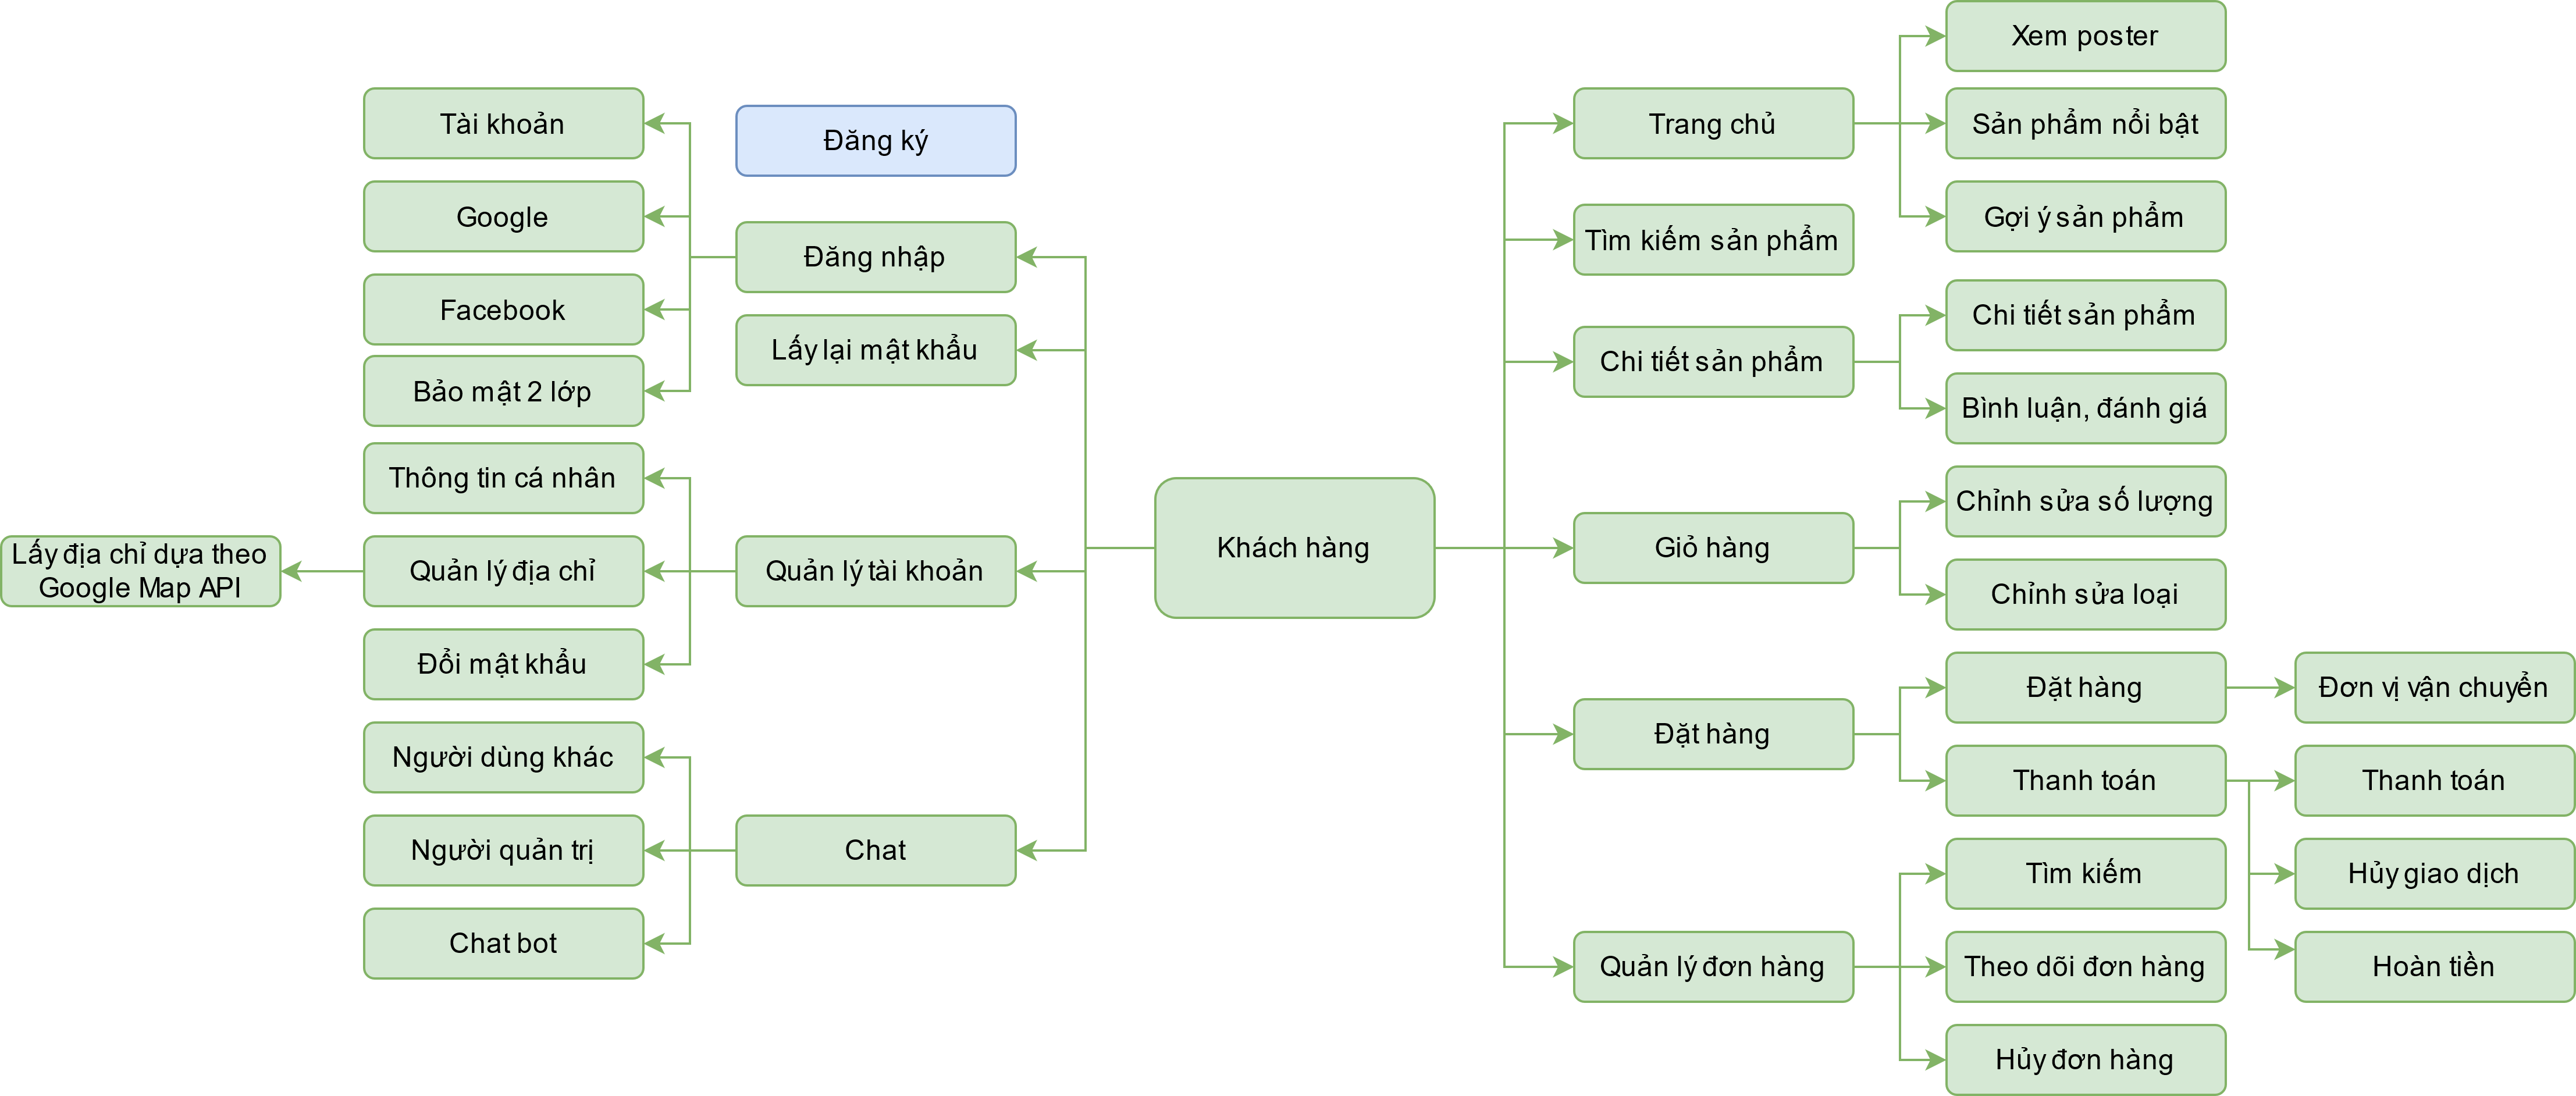 Xem poster
Tài khoản
Đăng ký
Trang chủ
Sản phẩm nổi bật
Google
Đăng nhập
Tìm kiếm sản phẩm
Gợi ý sản phẩm
Facebook
Lấy lại mật khẩu
Chi tiết sản phẩm
Chi tiết sản phẩm
Bảo mật 2 lớp
Bình luận, đánh giá
Thông tin cá nhân
Chỉnh sửa số lượng
Lấy địa chỉ dựa theo
Google Map API
Quản lý địa chỉ
Quản lý tài khoản
Khách hàng
Giỏ hàng
Chỉnh sửa loại
Đổi mật khẩu
Đặt hàng
Đặt hàng
Đơn vị vận chuyển
Người dùng khác
Thanh toán
Thanh toán
Người quản trị
Chat
Tìm kiếm
Hủy giao dịch
Chat bot
Quản lý đơn hàng
Theo dõi đơn hàng
Hoàn tiền
Hủy đơn hàng